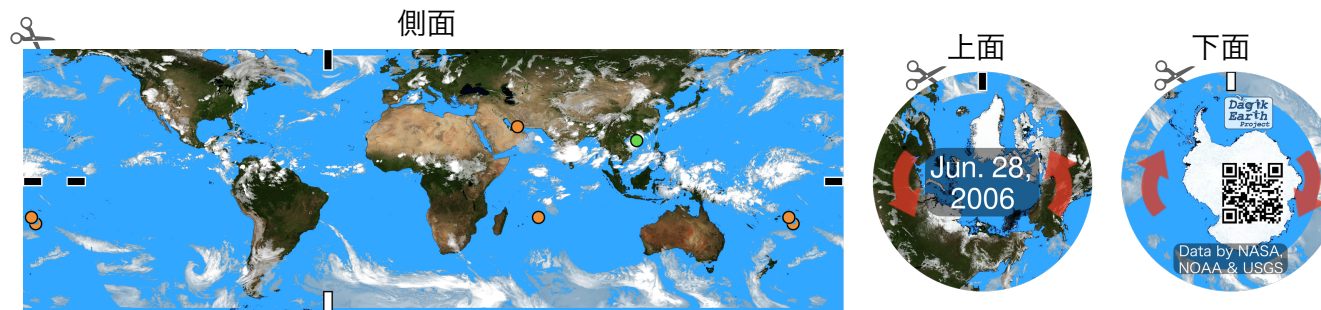 側面
上面
下面
Jun. 28,
2006
Dagik
Earth
Project
Data by NASA,
NOAA & USGS